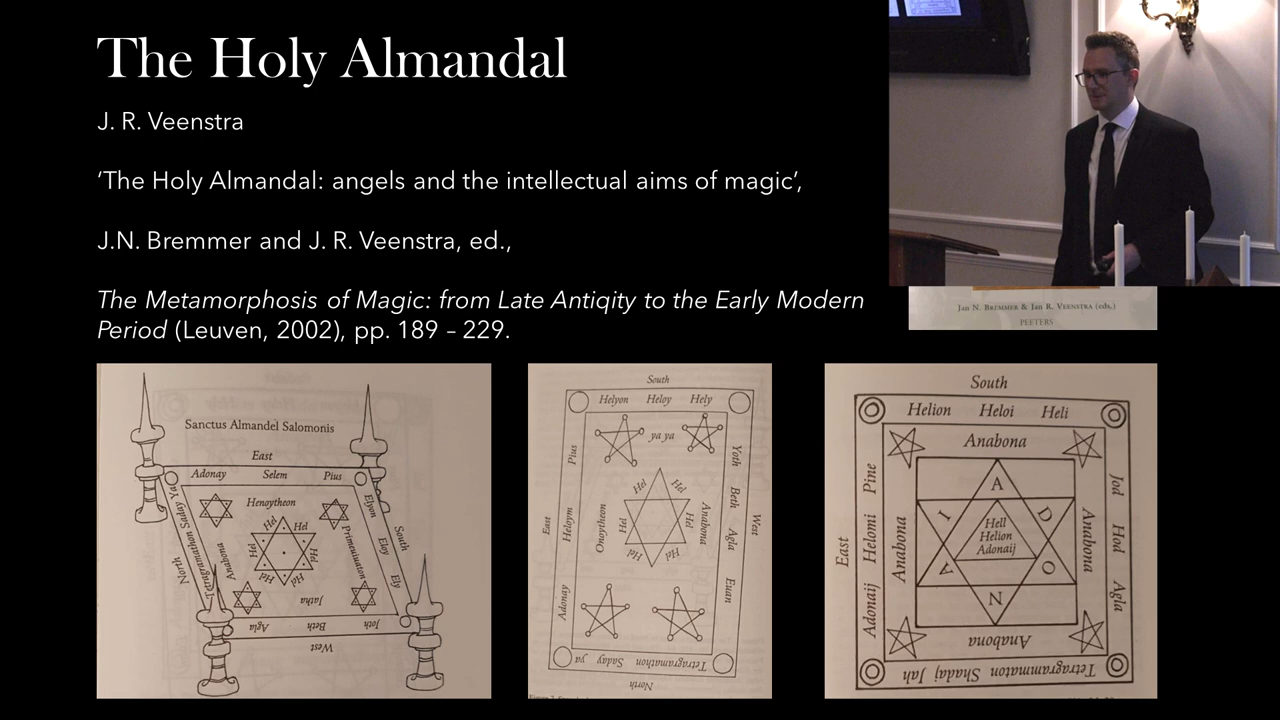 The Holy Almandal
J. R. Veenstra
‘The Holy Almandal: angels and the intellectual aims of magic’,
J.N. Bremmer and J. R. Veenstra, ed.,
The Metamorphosis of Magic: from Late Antiqity to the Early Modern
Period (Leuven, 2002), pp. 189 – 229.
Jan N. Bremmer & Jan R. Veenstra (eds.)
PEETERS
Sanctus Almandel Salomonis
East
Adonay Selem Pius
Henoytheon
Hel Hel
Hel Hel
Hel Hel
Anabona
Primeumaton
Elyon Eloy Ely
South
North
Ya Saday Tetragramathon
Jatha
Agla Beth Joth
West
South
Helyon Heloy Hely
ya ya
Pius Heloym Adonay
East
Onoytheon
Hel Hel
Hel Hel
Hel Hel
Anabona
Yoth Beth Agla Euan
West
ya Saday Tetragramathon
North
South
Helion Heloi Heli
Anabona
East
Adonaij Helomi Pine
Anabona
A
I D
Hell
Helion
Adonaij
A O
N
Anabona
Jod Hod Agla
Anabona
Jah Shadaj Tetragrammaton